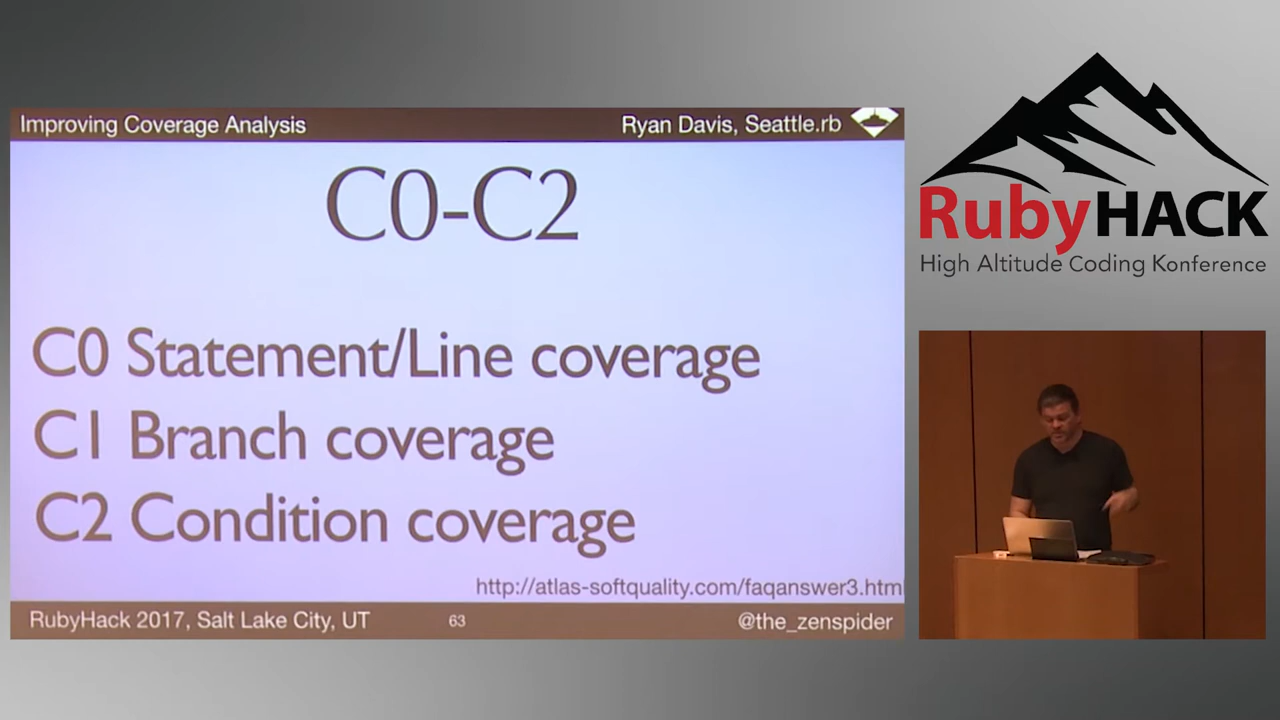 Improving Coverage Analysis
Ryan Davis, Seattle.rb
C0-C2
C0 Statement/Line coverage
C1 Branch coverage
C2 Condition coverage
http://atlas-softquality.com/faqanswer3.html
RubyHack 2017, Salt Lake City, UT
63
@the_zenspider
RubyHACK
High Altitude Coding Konference